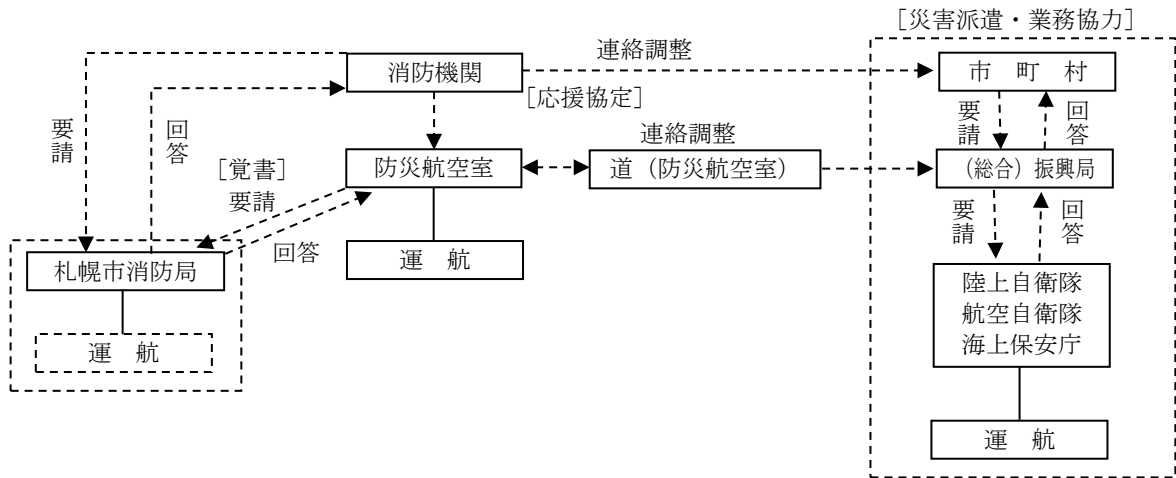 ［災害派遣・業務協力］
消防機関
連絡調整
市　町　村
［応援協定］
要請
回答
要請
回答
連絡調整
［覚書］
要請
防災航空室
道（防災航空室）
（総合）振興局
回答
要請
回答
札幌市消防局
運　航
陸上自衛隊
航空自衛隊
海上保安庁
運　航
運　航